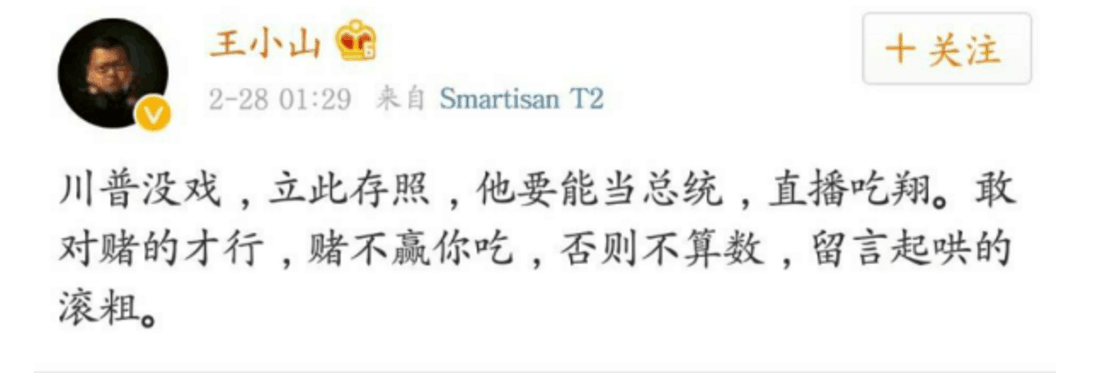 王小山
6
+ 关注
2-28 01:29 来自 Smartisan T2
V
川普没戏，立此存照，他要能当总统，直播吃翔。敢
对赌的才行，赌不赢你吃，否则不算数，留言起哄的
滚粗。